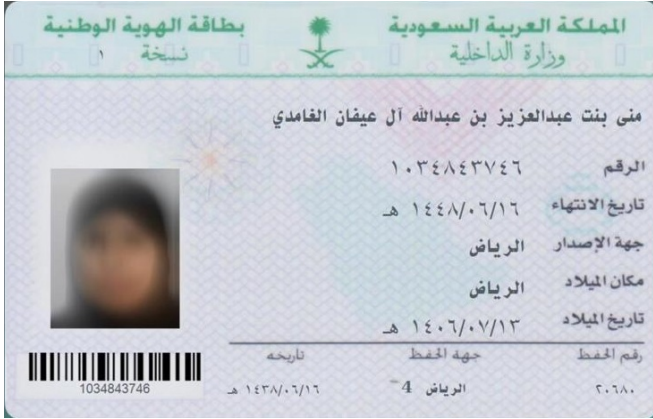 المملكة العربية السعودية
وزارة الداخلية
بطاقة الهوية الوطنية
نسخة ١
منى بنت عبدالعزيز بن عبدالله آل عيفان الغامدي
الرقم ١٠٣٤٨٤٣٧٤٦
تاريخ الانتهاء ١٤٤٨/٠٦/١٦ هـ
جهة الإصدار الرياض
مكان الميلاد الرياض
تاريخ الميلاد ١٤٠٦/٠٧/١٣ هـ
رقم الحفظ جهة الحفظ تاريخه
٢٠٦٨٠ الرياض 4 ١٤٣٨/٠٦/١٦ هـ
1034843746